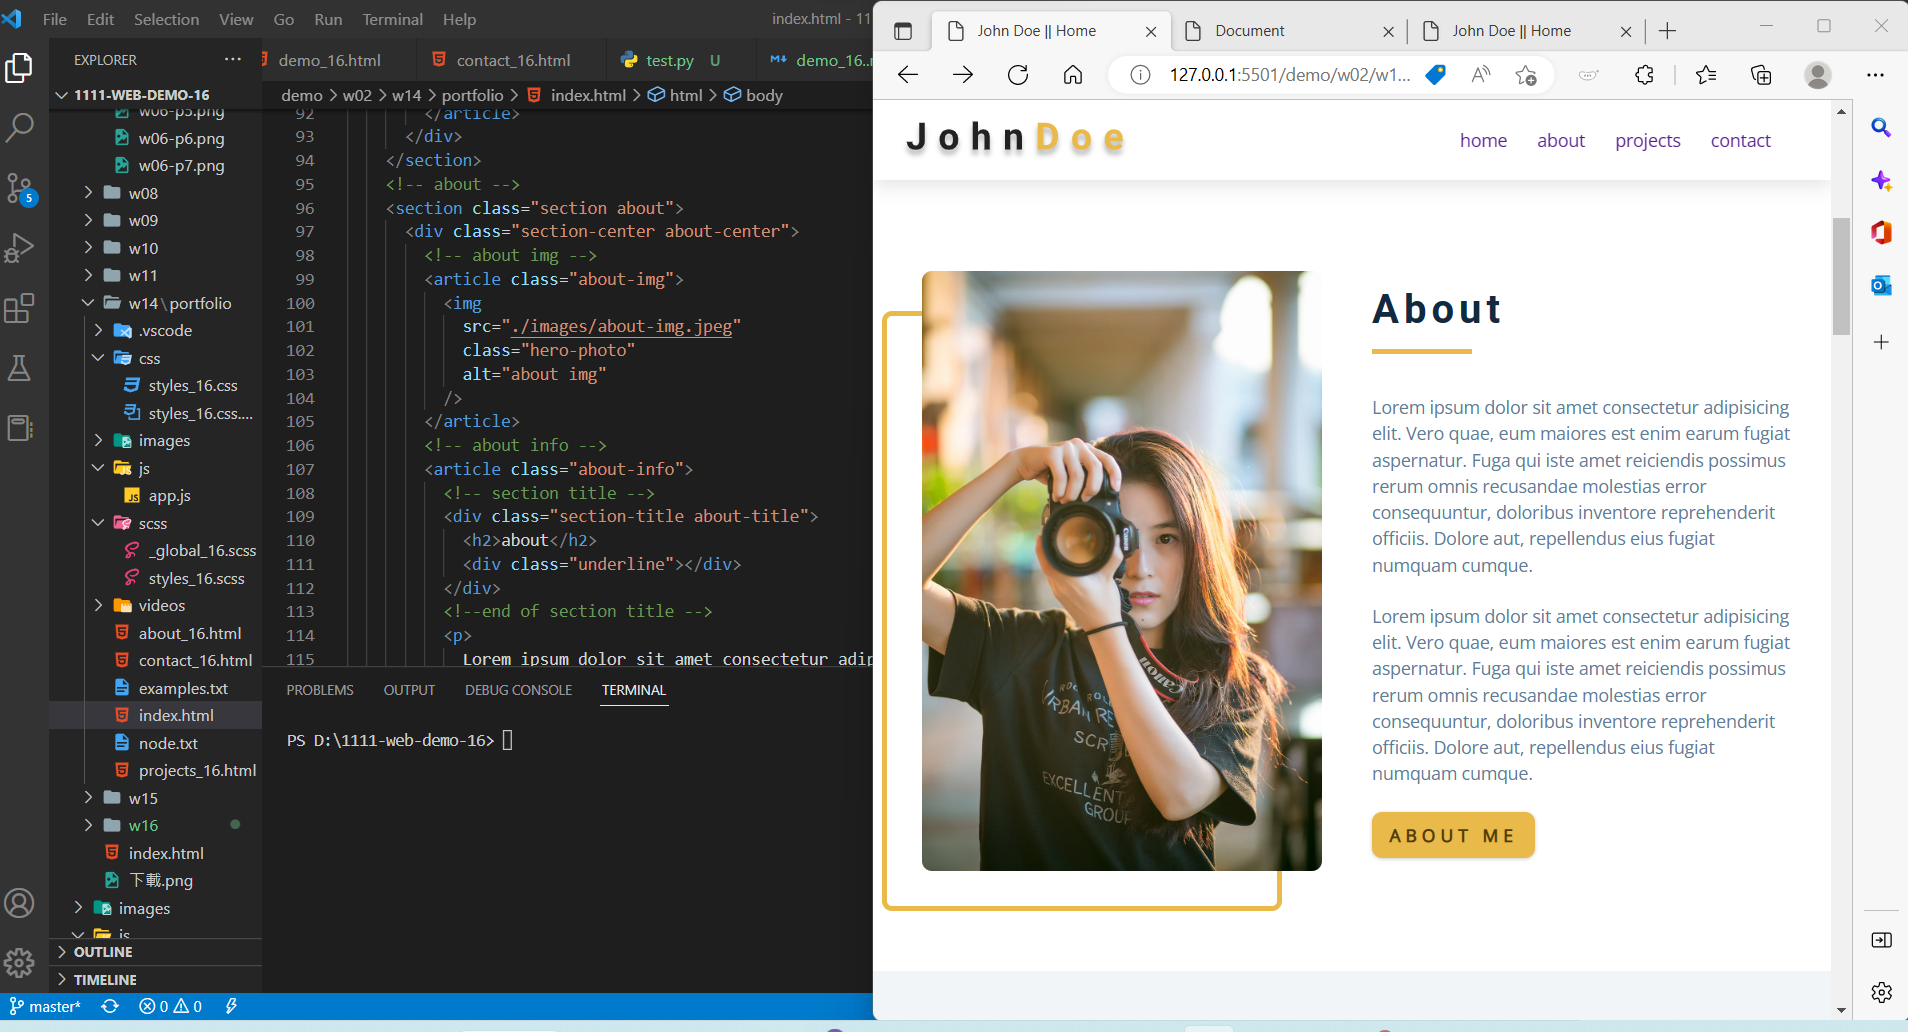 File Edit Selection View Go Run Terminal Help
index.html - 11
EXPLORER
1111-WEB-DEMO-16
w06-p5.png
w06-p6.png
w06-p7.png
w08
w09
w10
w11
w14\portfolio
.vscode
css
styles_16.css
styles_16.css....
images
js
JS app.js
scss
_global_16.scss
styles_16.scss
videos
about_16.html
contact_16.html
examples.txt
index.html
node.txt
projects_16.html
w15
w16
index.html
下載.png
images
js
OUTLINE
TIMELINE
5
master* 0 0
demo_16.html contact_16.html test.py U demo_16..
demo > w02 > w14 > portfolio > index.html > html > body
92 </article>
93 </div>
94 </section>
95 <!-- about -->
96 <section class="section about">
97 <div class="section-center about-center">
98 <!-- about img -->
99 <article class="about-img">
100 <img
101 src="./images/about-img.jpeg"
102 class="hero-photo"
103 alt="about img"
104 />
105 </article>
106 <!-- about info -->
107 <article class="about-info">
108 <!-- section title -->
109 <div class="section-title about-title">
110 <h2>about</h2>
111 <div class="underline"></div>
112 </div>
113 <!--end of section title -->
114 <p>
115 Lorem ipsum dolor sit amet consectetur adip
PROBLEMS OUTPUT DEBUG CONSOLE TERMINAL
PS D:\1111-web-demo-16>
John Doe || Home
Document
John Doe || Home
127.0.0.1:5501/demo/w02/w1...
JohnDoe
home about projects contact
Canon
Canon
URBAN RE
SCR
EXCELLENT
GROUP
About
Lorem ipsum dolor sit amet consectetur adipisicing
elit. Vero quae, eum maiores est enim earum fugiat
aspernatur. Fuga qui iste amet reiciendis possimus
rerum omnis recusandae molestias error
consequuntur, doloribus inventore reprehenderit
officiis. Dolore aut, repellendus eius fugiat
numquam cumque.
Lorem ipsum dolor sit amet consectetur adipisicing
elit. Vero quae, eum maiores est enim earum fugiat
aspernatur. Fuga qui iste amet reiciendis possimus
rerum omnis recusandae molestias error
consequuntur, doloribus inventore reprehenderit
officiis. Dolore aut, repellendus eius fugiat
numquam cumque.
ABOUT ME